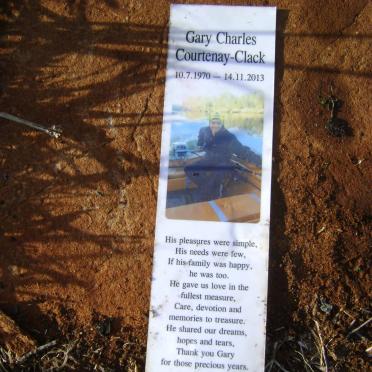 Gary Charles
Courtenay-Clack
10.7.1970 — 14.11.2013
His pleasures were simple,
His needs were few,
If his family was happy,
he was too.
He gave us love in the
fullest measure,
Care, devotion and
memories to treasure.
He shared our dreams,
hopes and tears,
Thank you Gary
for those precious years.